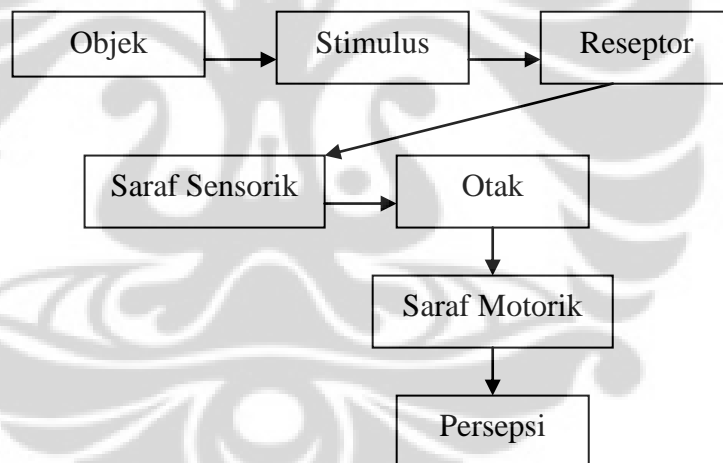 Objek
Stimulus
Reseptor
Saraf Sensorik
Otak
Saraf Motorik
Persepsi